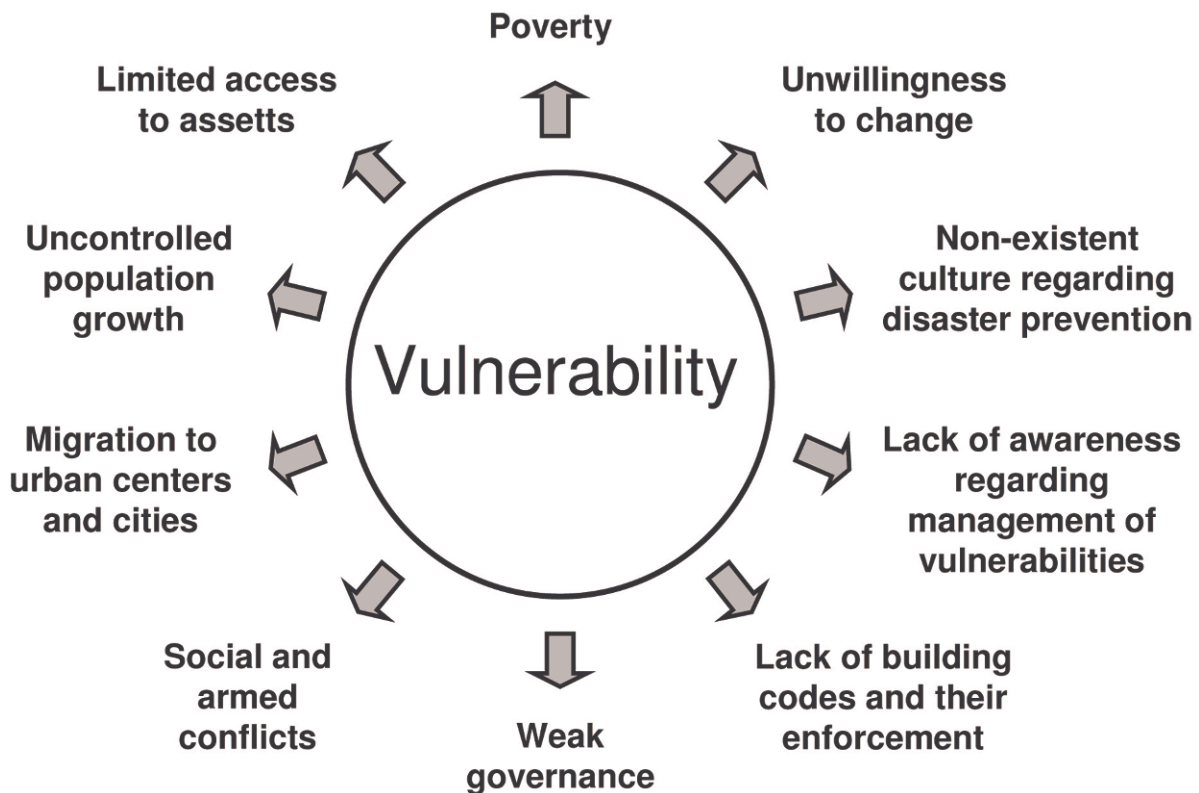 Poverty
Unwillingness
to change
Non-existent
culture regarding
disaster prevention
Lack of awareness
regarding
management of
vulnerabilities
Lack of building
codes and their
enforcement
Weak
governance
Social and
armed
conflicts
Migration to
urban centers
and cities
Uncontrolled
population
growth
Limited access
to assetts
Vulnerability